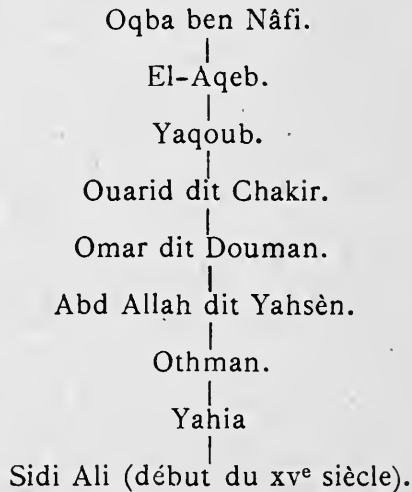 Oqba ben Nâfi.
El-Aqeb.
Yaqoub.
Ouarid dit Chakir.
Omar dit Douman.
Abd Allah dit Yahsèn.
Othman.
Yahia
Sidi Ali (début du xvᵉ siècle).